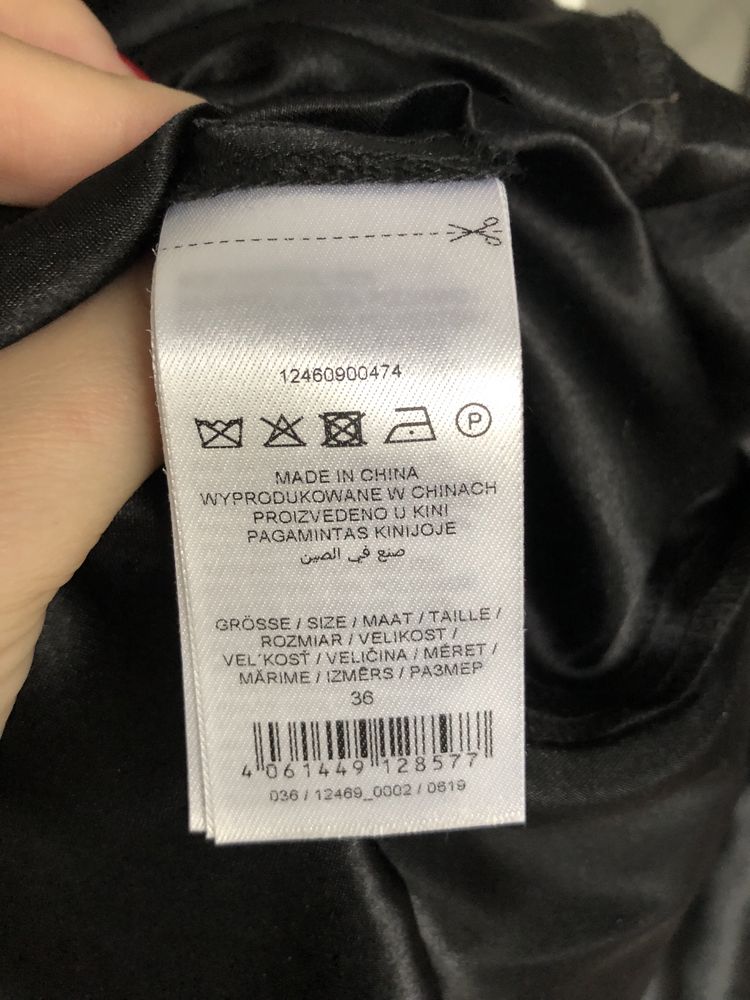 12460900474
P
MADE IN CHINA
WYPRODUKOWANE W CHINACH
PROIZVEDENO U KINI
PAGAMINTAS KINIJOJE
صنع في الصين
GRÖSSE / SIZE / MAAT / TAILLE /
ROZMIAR / VELIKOST /
VEL´KOSŤ / VELIČINA / MÉRET /
MĂRIME / IZMĒRS / РАЗМЕР
36
4 061449 128577
036 / 12469_0002 / 0619